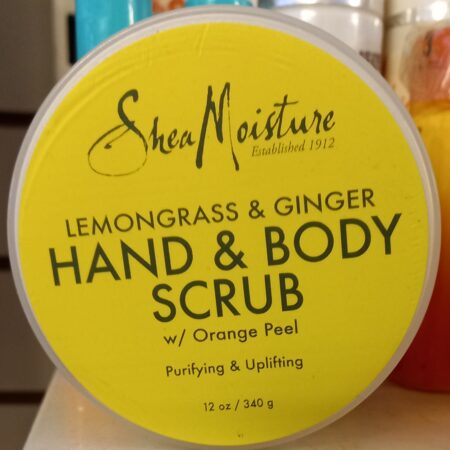 SheaMoisture
Established 1912
LEMONGRASS & GINGER
HAND & BODY
SCRUB
w/ Orange Peel
Purifying & Uplifting
12 oz / 340 g